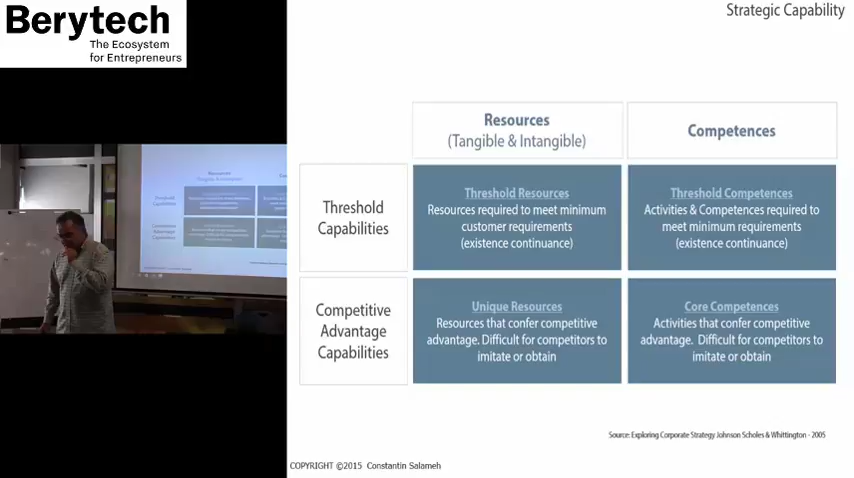 Berytech
The Ecosystem
for Entrepreneurs
Strategic Capability
Resources
(Tangible & Intangible)
Competences
Threshold
Capabilities
Threshold Resources
Resources required to meet minimum
customer requirements
(existence continuance)
Threshold Competences
Activities & Competences required to
meet minimum requirements
(existence continuance)
Competitive
Advantage
Capabilities
Unique Resources
Resources that confer competitive
advantage. Difficult for competitors to
imitate or obtain
Core Competences
Activities that confer competitive
advantage. Difficult for competitors to
imitate or obtain
Source: Exploring Corporate Strategy Johnson Scholes & Whittington - 2005
COPYRIGHT ©2015 Constantin Salameh